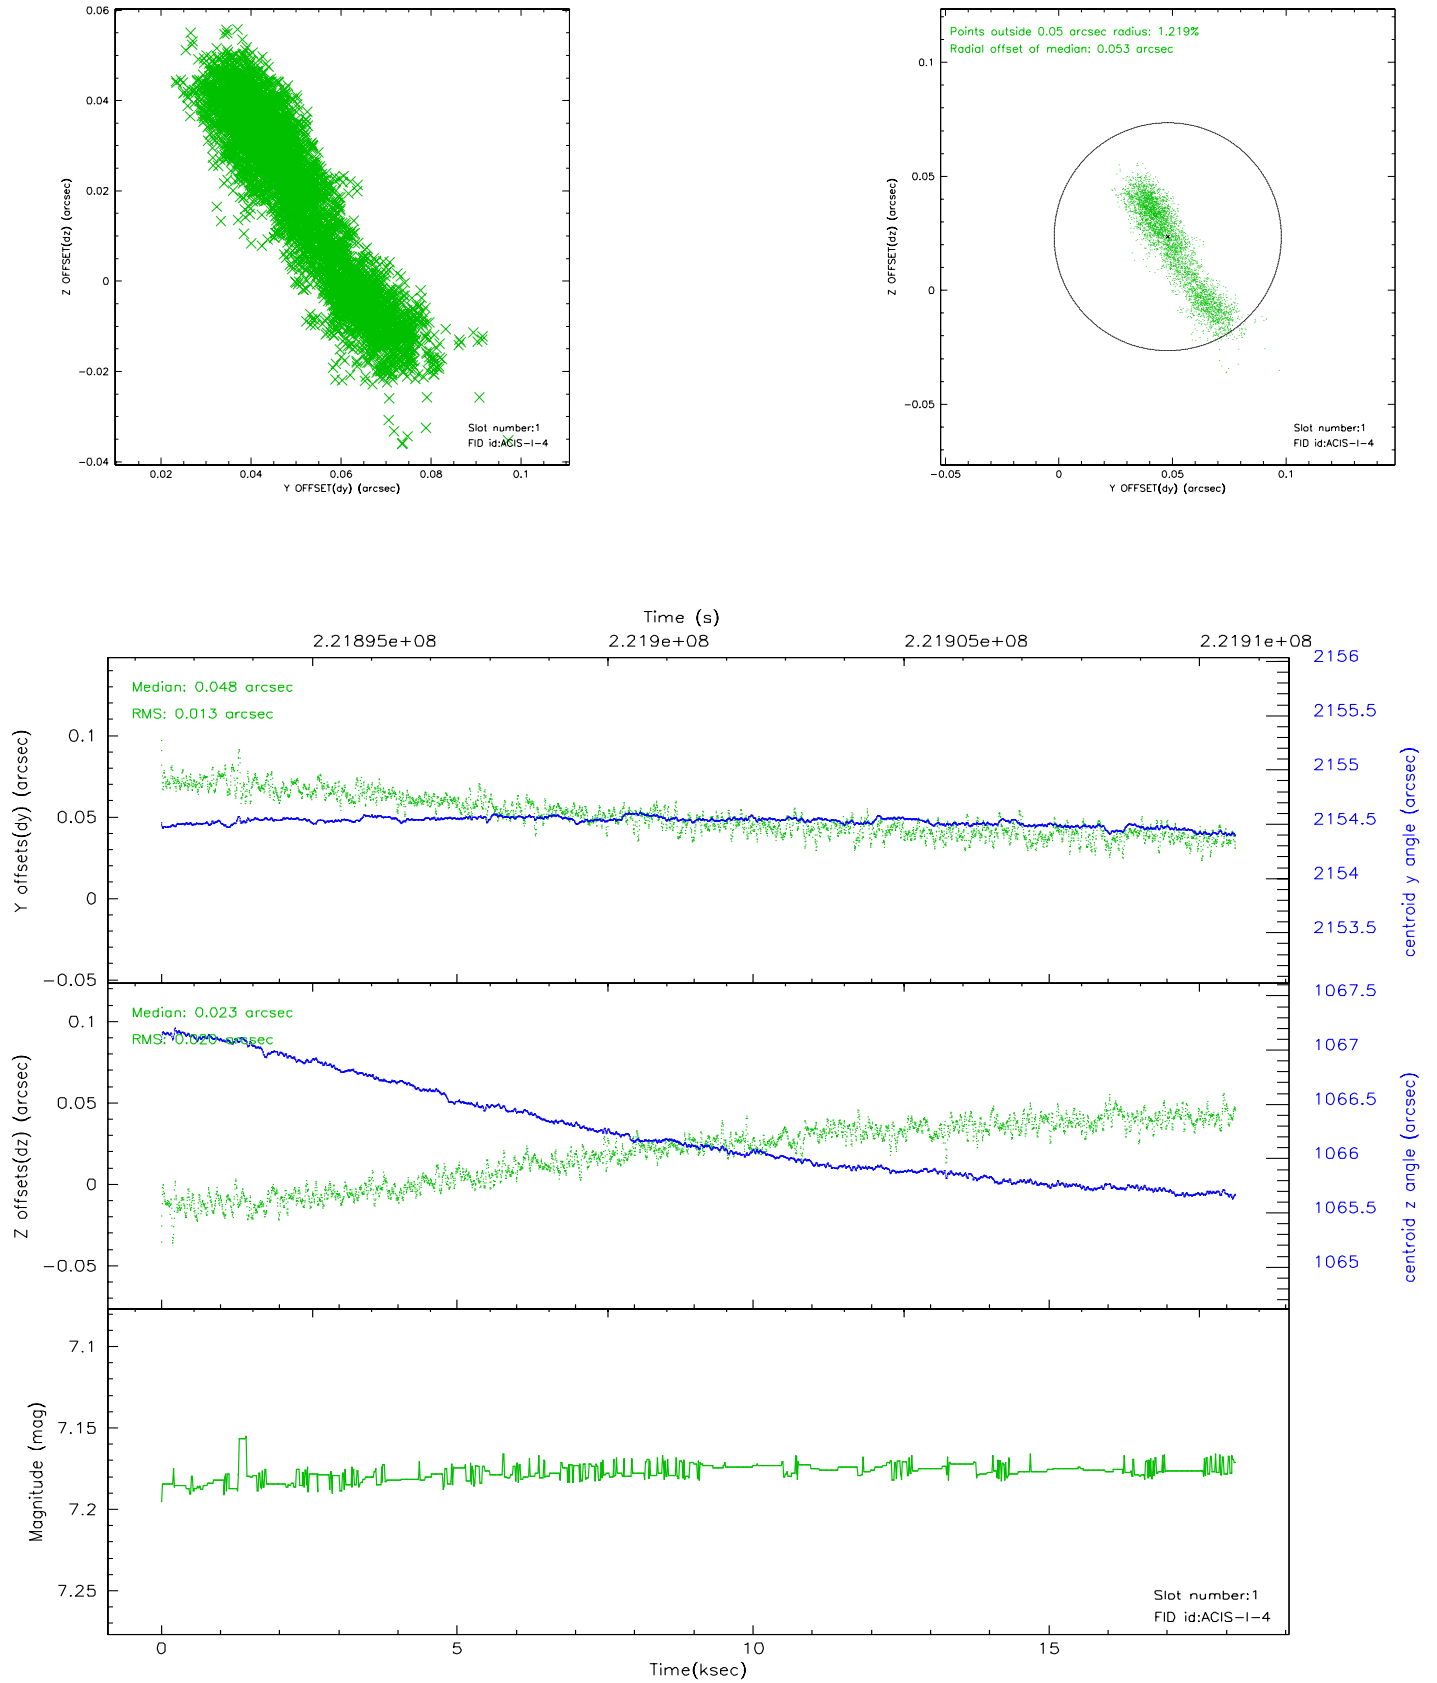 0.06
0.04
0.02
0
−0.02
−0.04
Z OFFSET(dz) (arcsec)
Slot number:1
FID id:ACIS−I−4
0.02 0.04 0.06 0.08 0.1
Y OFFSET(dy) (arcsec)
Points outside 0.05 arcsec radius: 1.219%
Radial offset of median: 0.053 arcsec
0.1
0.05
0
−0.05
Z OFFSET(dz) (arcsec)
Slot number:1
FID id:ACIS−I−4
−0.05 0 0.05 0.1
Y OFFSET(dy) (arcsec)
Time (s)
2.21895e+08 2.219e+08 2.21905e+08 2.2191e+08
Median: 0.048 arcsec
RMS: 0.013 arcsec
0.1
0.05
0
−0.05
Y offsets(dy) (arcsec)
2156
2155.5
2155
2154.5
2154
2153.5
centroid y angle (arcsec)
Median: 0.023 arcsec
RMS: 0.020 arcsec
0.1
0.05
0
−0.05
Z offsets(dz) (arcsec)
1067.5
1067
1066.5
1066
1065.5
1065
centroid z angle (arcsec)
7.1
7.15
7.2
7.25
Magnitude (mag)
Slot number:1
FID id:ACIS−I−4
0 5 10 15
Time(ksec)